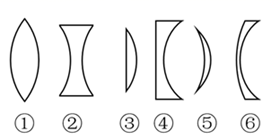 ① ② ③ ④ ⑤ ⑥